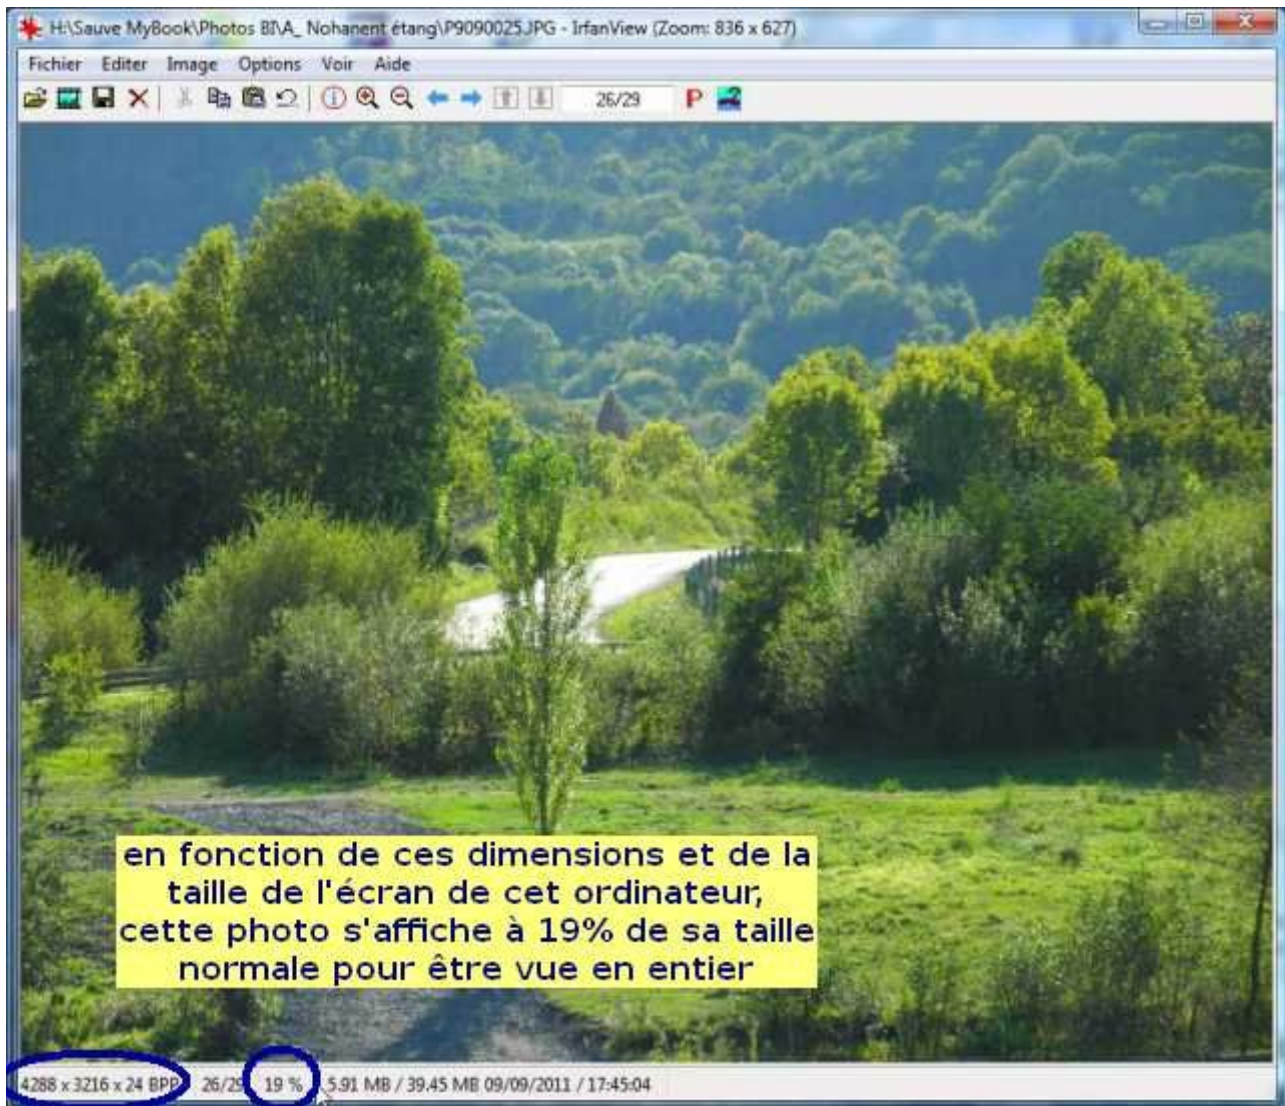 H:\Sauve MyBook\Photos BI\A_ Nohanent étang\P9090025.JPG - IrfanView (Zoom: 836 x 627)
Fichier Editer Image Options Voir Aide
26/29 P
en fonction de ces dimensions et de la
taille de l'écran de cet ordinateur,
cette photo s'affiche à 19% de sa taille
normale pour être vue en entier
4288 x 3216 x 24 BPP 26/29 19 % 5.91 MB / 39.45 MB 09/09/2011 / 17:45:04